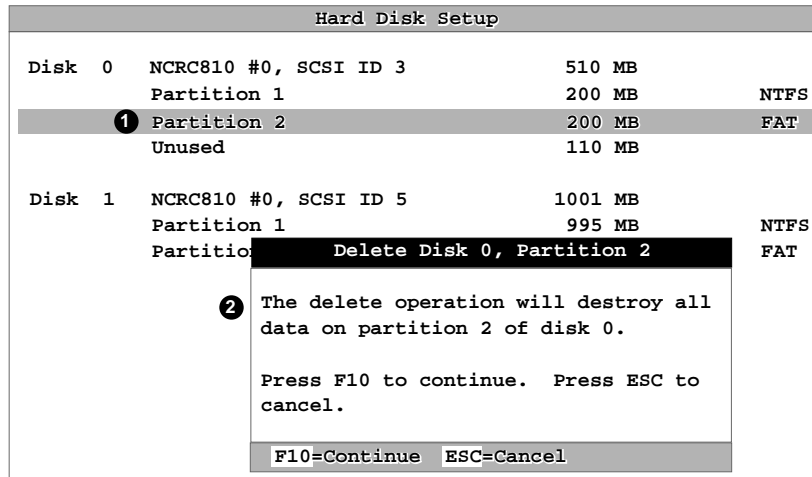 Hard Disk Setup
Disk 0 NCRC810 #0, SCSI ID 3 510 MB
Partition 1 200 MB NTFS
1 Partition 2 200 MB FAT
Unused 110 MB
Disk 1 NCRC810 #0, SCSI ID 5 1001 MB
Partition 1 995 MB NTFS
Partitio FAT
Delete Disk 0, Partition 2
2 The delete operation will destroy all
data on partition 2 of disk 0.
Press F10 to continue. Press ESC to
cancel.
F10=Continue ESC=Cancel